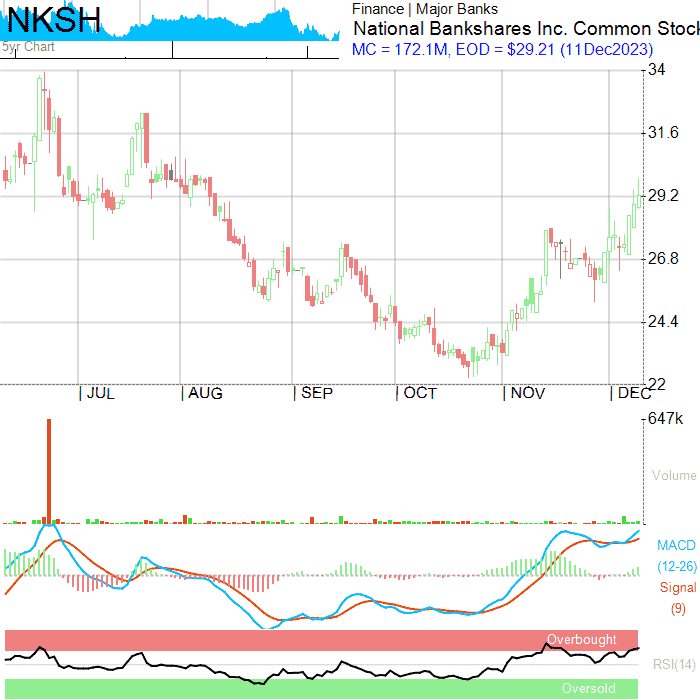 NKSH
5yr Chart
Finance | Major Banks
National Bankshares Inc. Common Stock
MC = 172.1M, EOD = $29.21 (11Dec2023)
34
31.6
29.2
26.8
24.4
22
JUL AUG SEP OCT NOV DEC
647k
Volume
MACD
(12-26)
Signal
(9)
Overbought
RSI(14)
Oversold